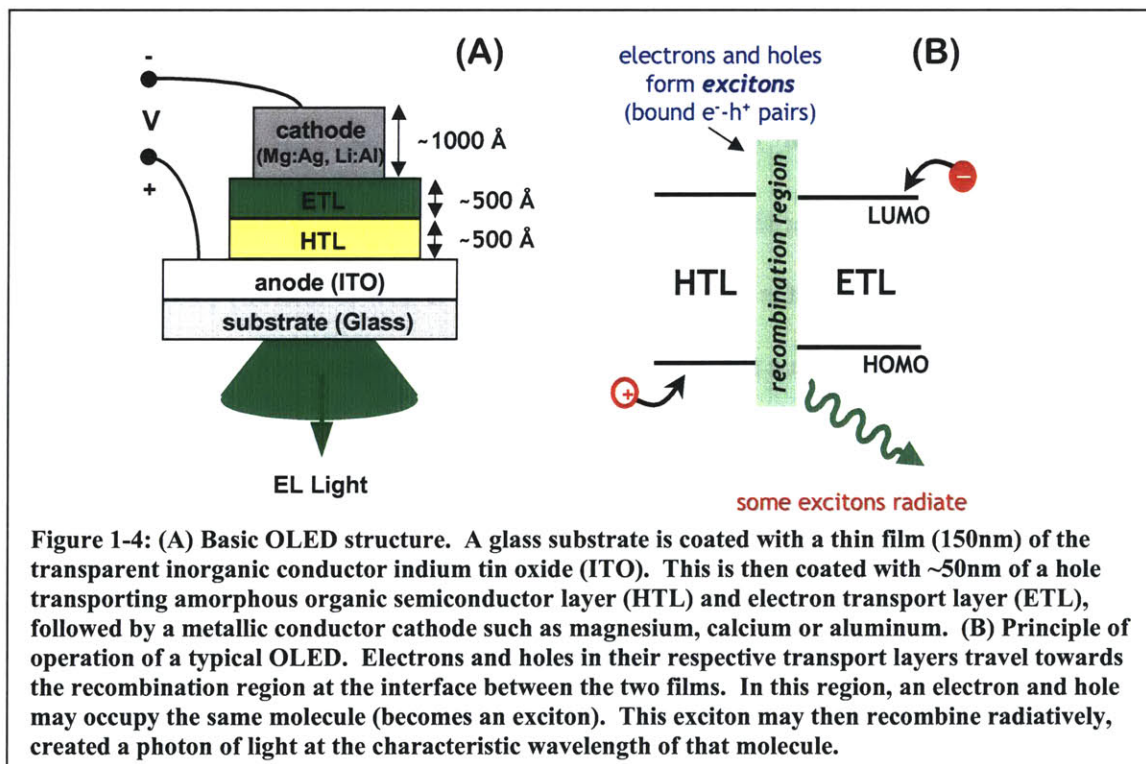 (A)
-
V
+
cathode
(Mg:Ag, Li:Al)
~1000 Å
ETL
~500 Å
HTL
~500 Å
anode (ITO)
substrate (Glass)
EL Light
(B)
electrons and holes
form excitons
(bound e⁻-h⁺ pairs)
recombination region
−
LUMO
HTL
ETL
HOMO
+
some excitons radiate
Figure 1-4: (A) Basic OLED structure. A glass substrate is coated with a thin film (150nm) of the
transparent inorganic conductor indium tin oxide (ITO). This is then coated with ~50nm of a hole
transporting amorphous organic semiconductor layer (HTL) and electron transport layer (ETL),
followed by a metallic conductor cathode such as magnesium, calcium or aluminum. (B) Principle of
operation of a typical OLED. Electrons and holes in their respective transport layers travel towards
the recombination region at the interface between the two films. In this region, an electron and hole
may occupy the same molecule (becomes an exciton). This exciton may then recombine radiatively,
created a photon of light at the characteristic wavelength of that molecule.